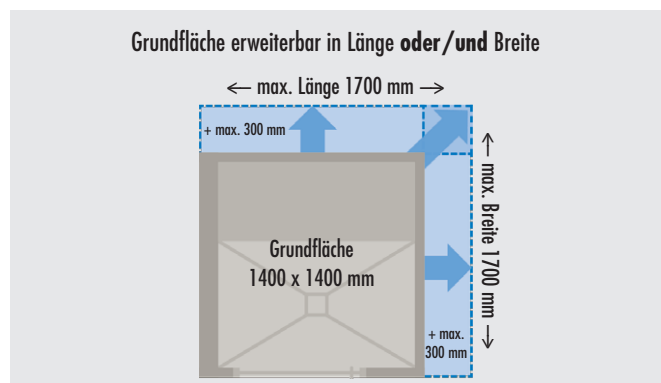 Grundfläche erweiterbar in Länge oder/und Breite
← max. Länge 1700 mm →
+ max. 300 mm
← max. Breite 1700 mm →
Grundfläche
1400 x 1400 mm
+ max.
300 mm